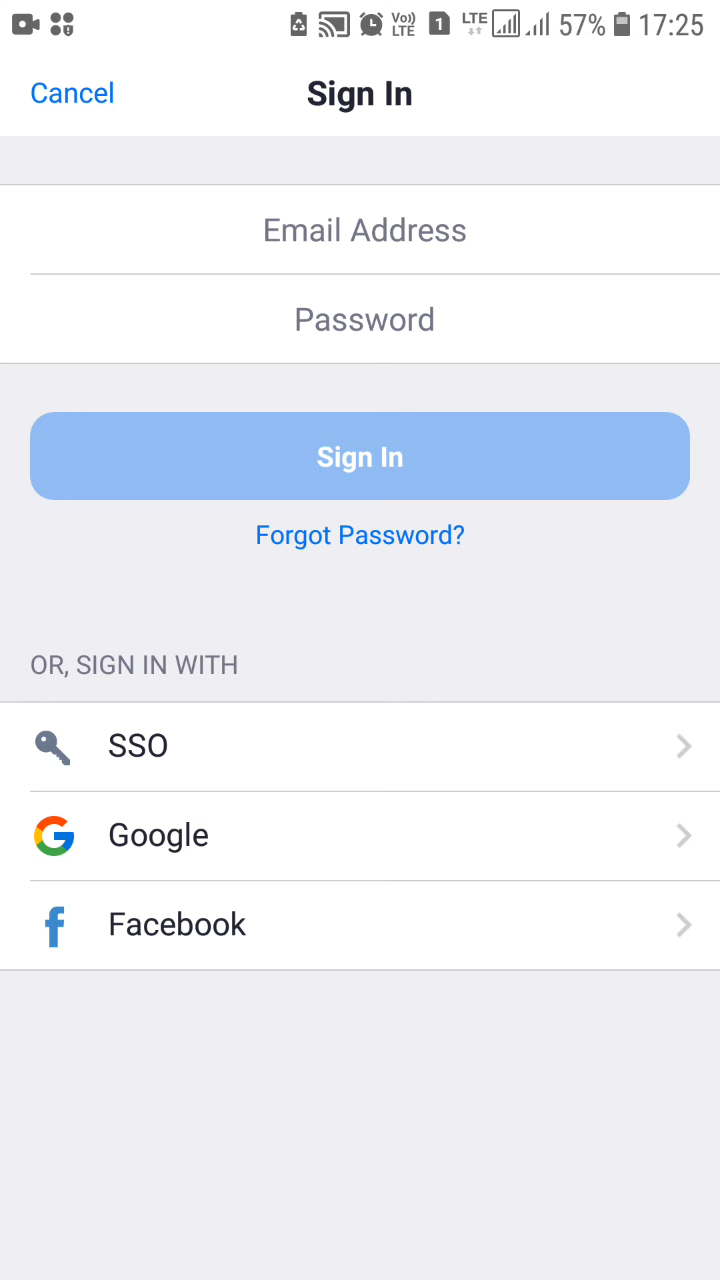 Vo)) LTE 1 LTE 57% 17:25
Cancel Sign In
Email Address
Password
Sign In
Forgot Password?
OR, SIGN IN WITH
SSO
Google
Facebook